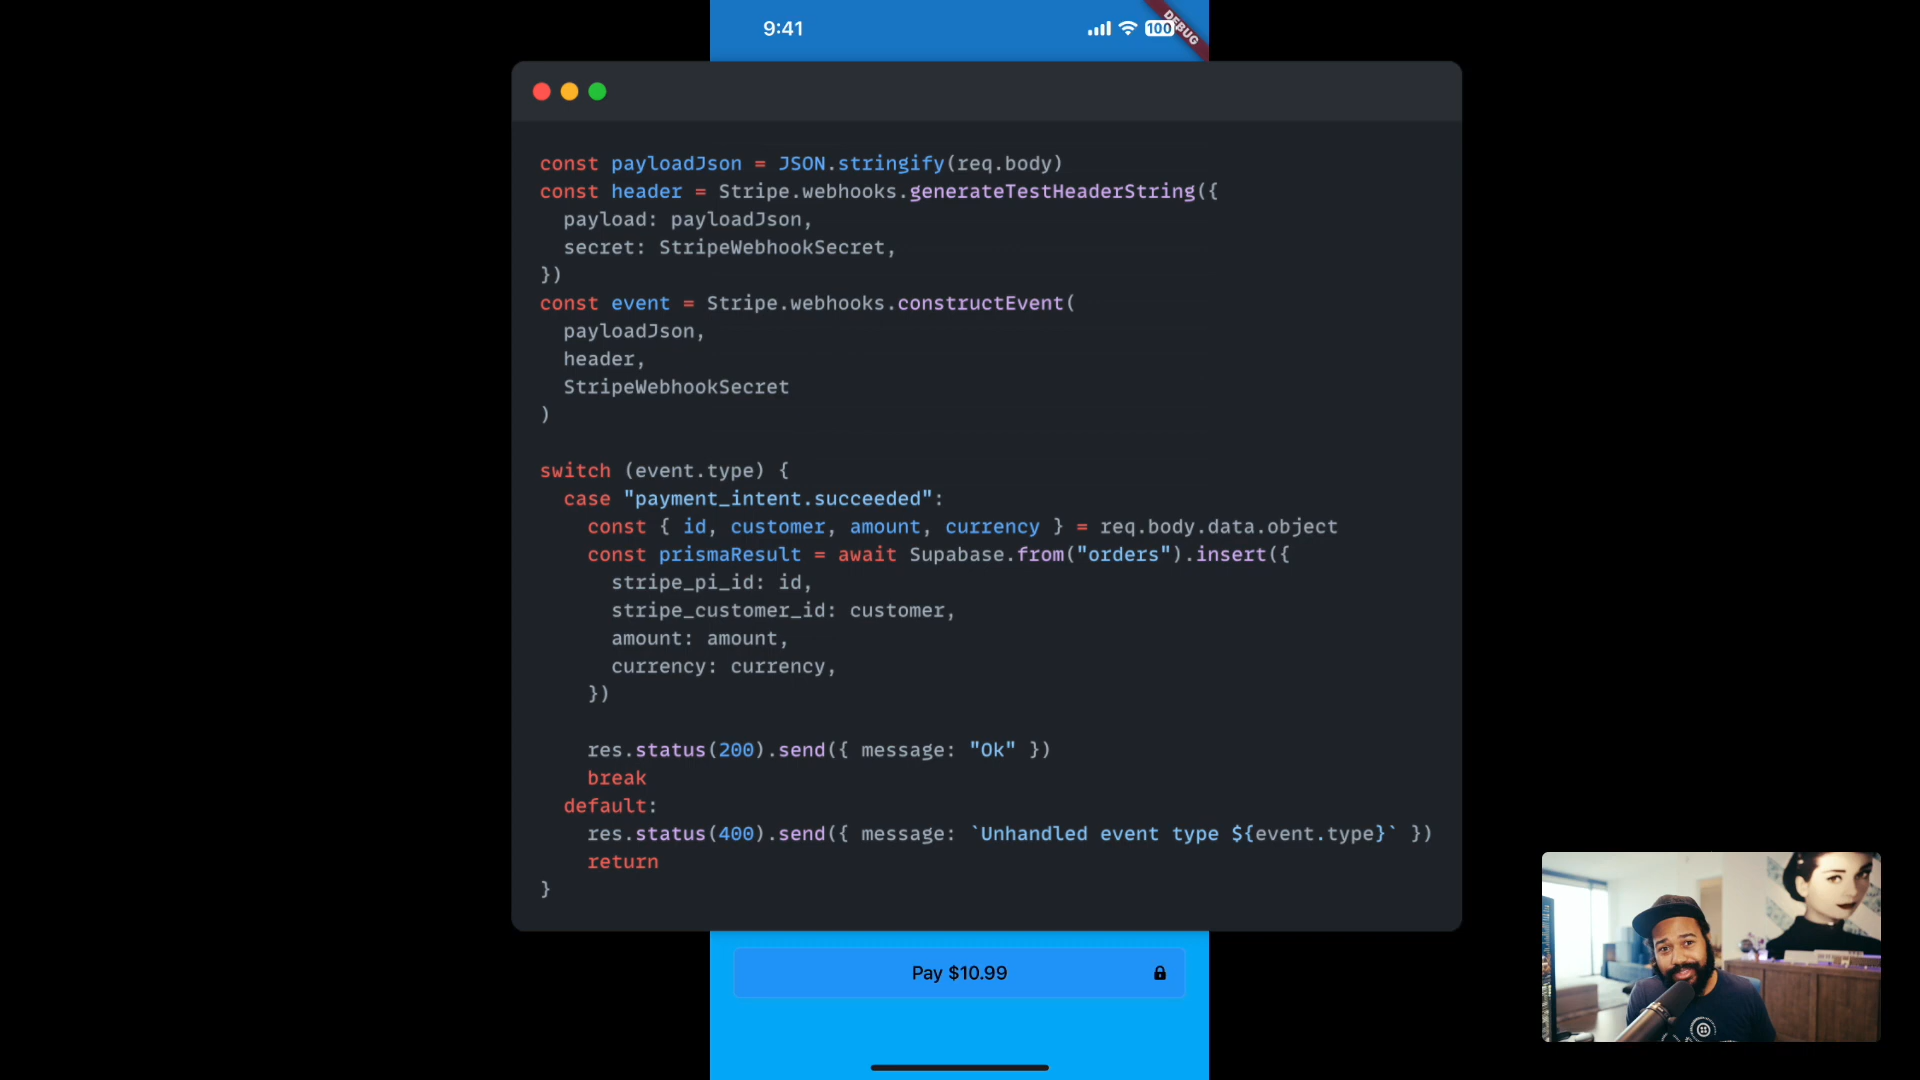 9:41
100
DEBUG
const payloadJson = JSON.stringify(req.body)
const header = Stripe.webhooks.generateTestHeaderString({
  payload: payloadJson,
  secret: StripeWebhookSecret,
})
const event = Stripe.webhooks.constructEvent(
  payloadJson,
  header,
  StripeWebhookSecret
)

switch (event.type) {
  case "payment_intent.succeeded":
    const { id, customer, amount, currency } = req.body.data.object
    const prismaResult = await Supabase.from("orders").insert({
      stripe_pi_id: id,
      stripe_customer_id: customer,
      amount: amount,
      currency: currency,
    })

    res.status(200).send({ message: "Ok" })
    break
  default:
    res.status(400).send({ message: `Unhandled event type ${event.type}` })
    return
}
Pay $10.99